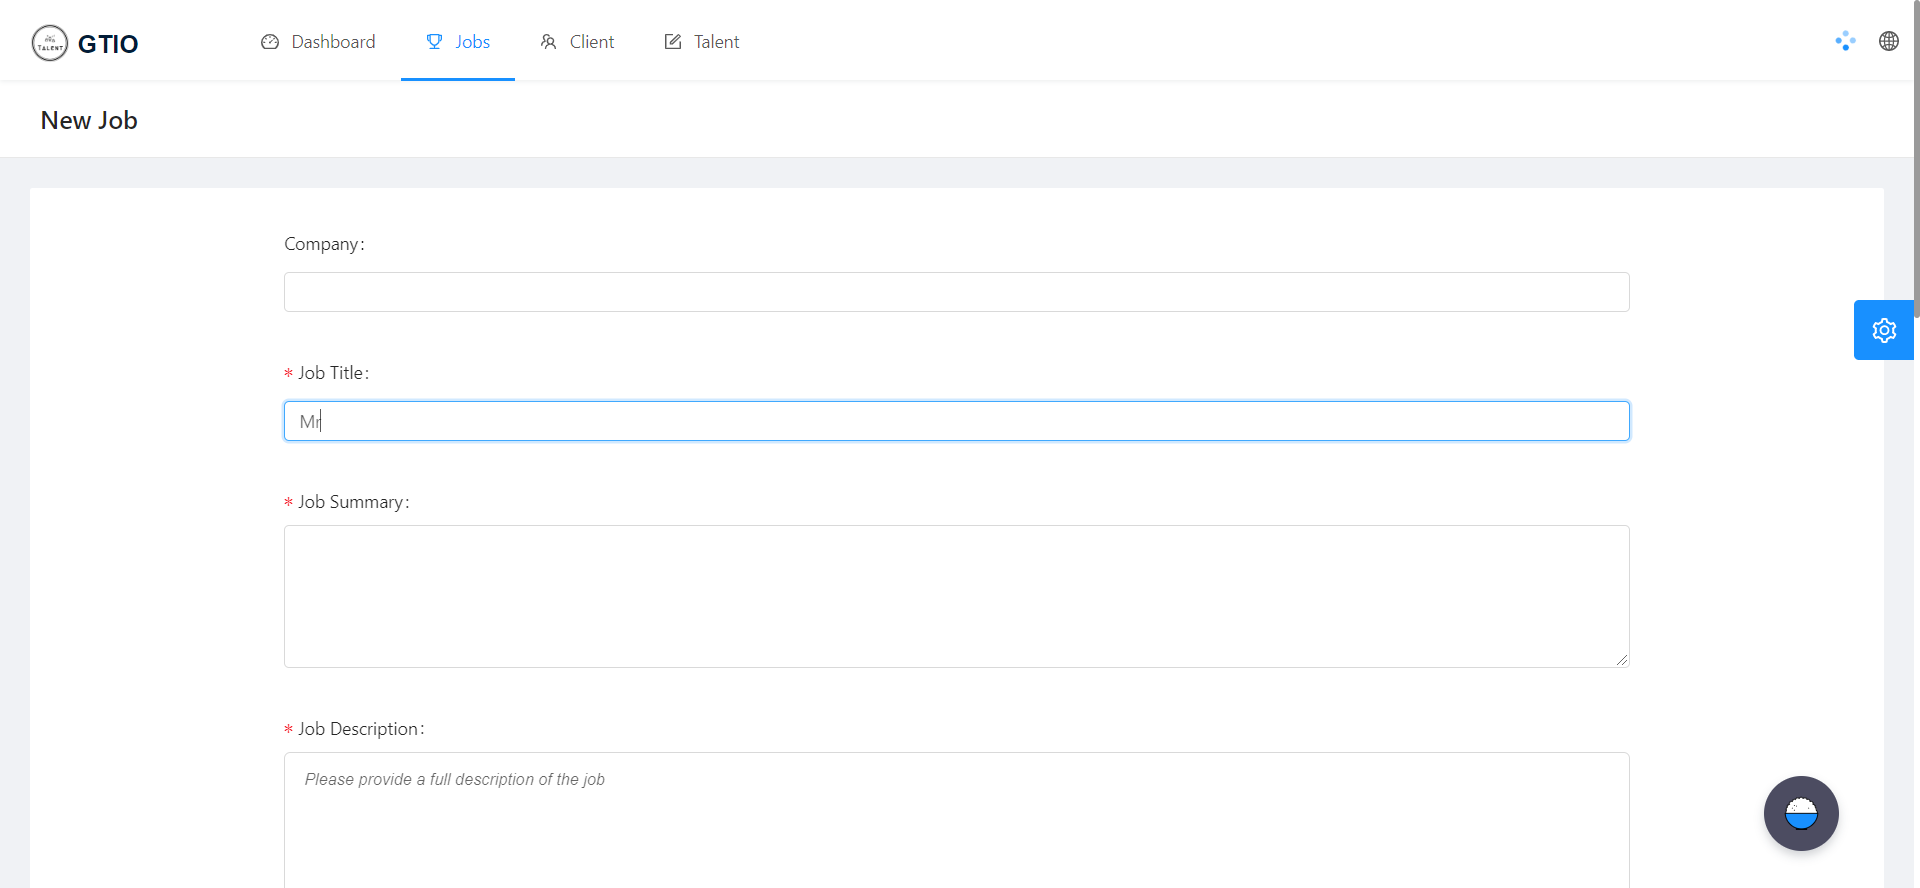 TALENT
GTIO
Dashboard
Jobs
Client
Talent
New Job
Company:
* Job Title:
Mr
* Job Summary:
* Job Description:
Please provide a full description of the job